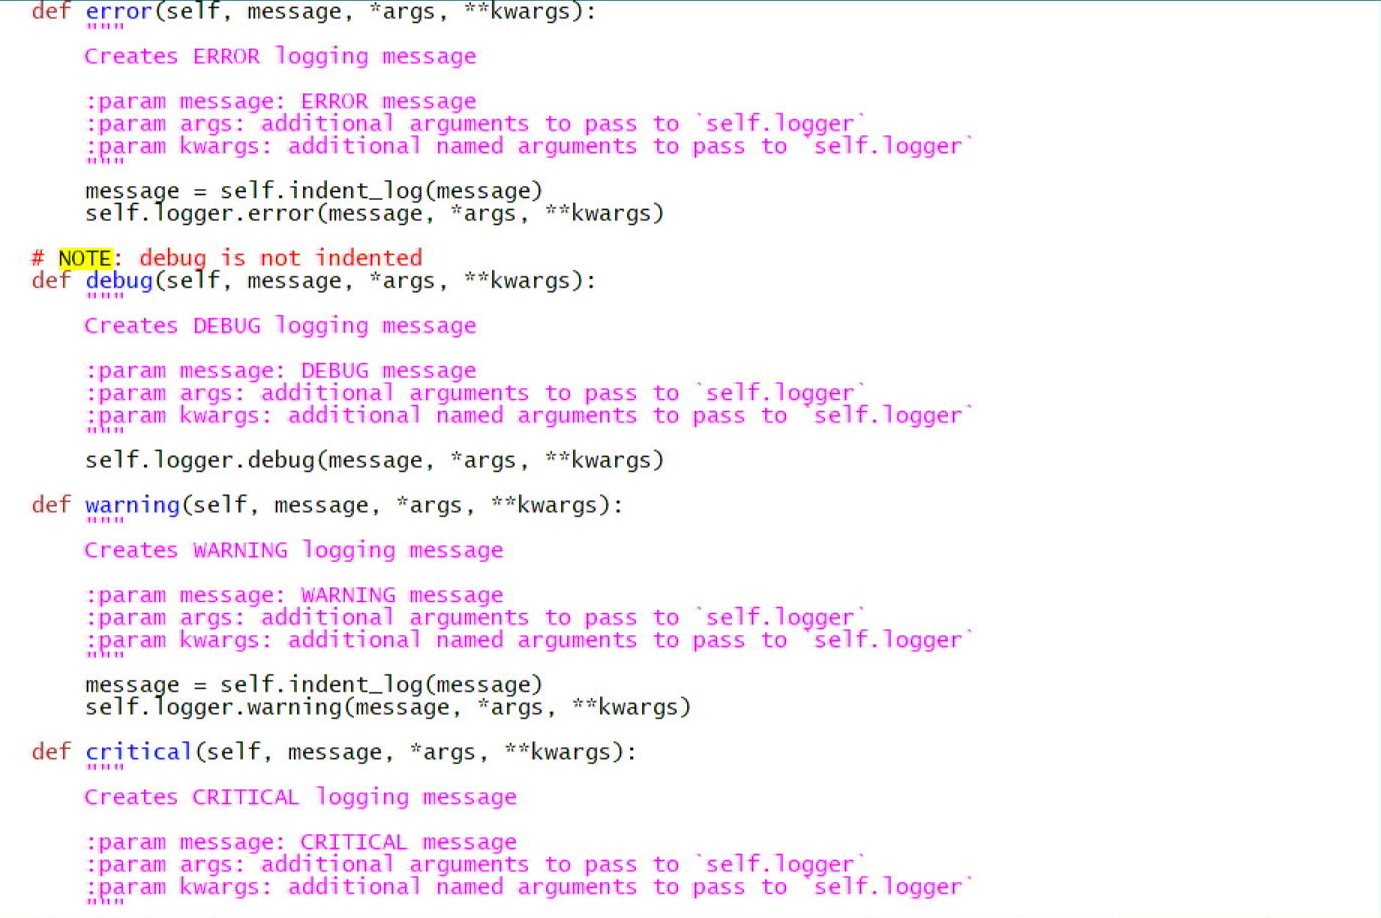 def error(self, message, *args, **kwargs):
    """
    Creates ERROR logging message

    :param message: ERROR message
    :param args: additional arguments to pass to `self.logger`
    :param kwargs: additional named arguments to pass to `self.logger`
    """
    message = self.indent_log(message)
    self.logger.error(message, *args, **kwargs)

# NOTE: debug is not indented
def debug(self, message, *args, **kwargs):
    """
    Creates DEBUG logging message

    :param message: DEBUG message
    :param args: additional arguments to pass to `self.logger`
    :param kwargs: additional named arguments to pass to `self.logger`
    """
    self.logger.debug(message, *args, **kwargs)

def warning(self, message, *args, **kwargs):
    """
    Creates WARNING logging message

    :param message: WARNING message
    :param args: additional arguments to pass to `self.logger`
    :param kwargs: additional named arguments to pass to `self.logger`
    """
    message = self.indent_log(message)
    self.logger.warning(message, *args, **kwargs)

def critical(self, message, *args, **kwargs):
    """
    Creates CRITICAL logging message

    :param message: CRITICAL message
    :param args: additional arguments to pass to `self.logger`
    :param kwargs: additional named arguments to pass to `self.logger`
    """